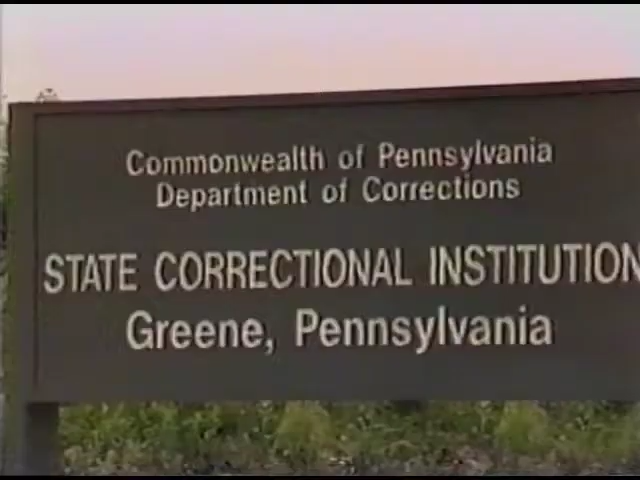 Commonwealth of Pennsylvania
Department of Corrections
STATE CORRECTIONAL INSTITUTION
Greene, Pennsylvania